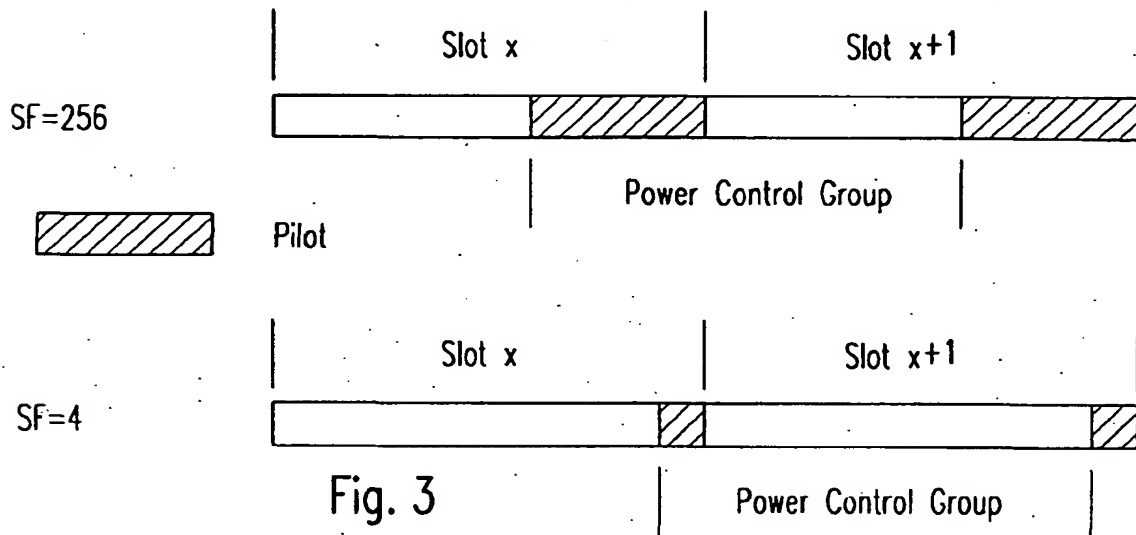 Slot x
Slot x+1
SF=256
Power Control Group
Pilot
Slot x
Slot x+1
SF=4
Fig. 3
Power Control Group